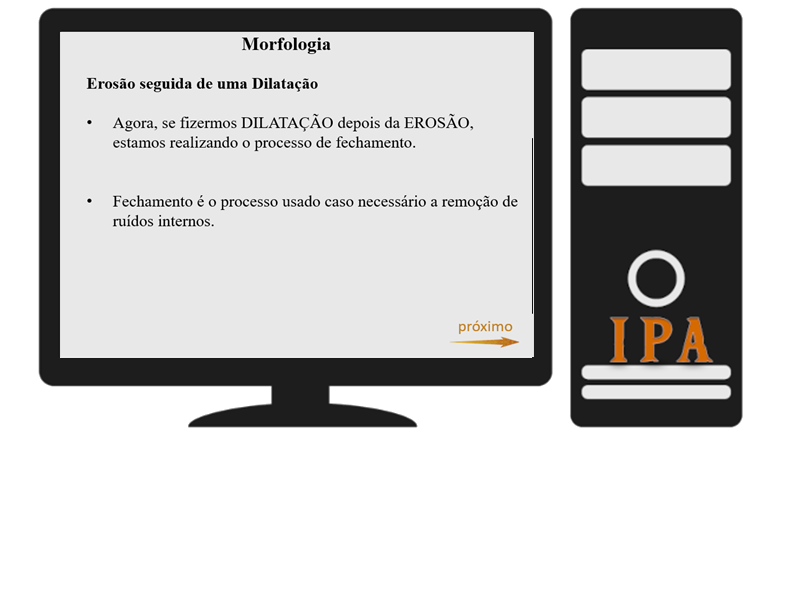 Morfologia
Erosão seguida de uma Dilatação
• Agora, se fizermos DILATAÇÃO depois da EROSÃO,
estamos realizando o processo de fechamento.
• Fechamento é o processo usado caso necessário a remoção de
ruídos internos.
próximo
IPA